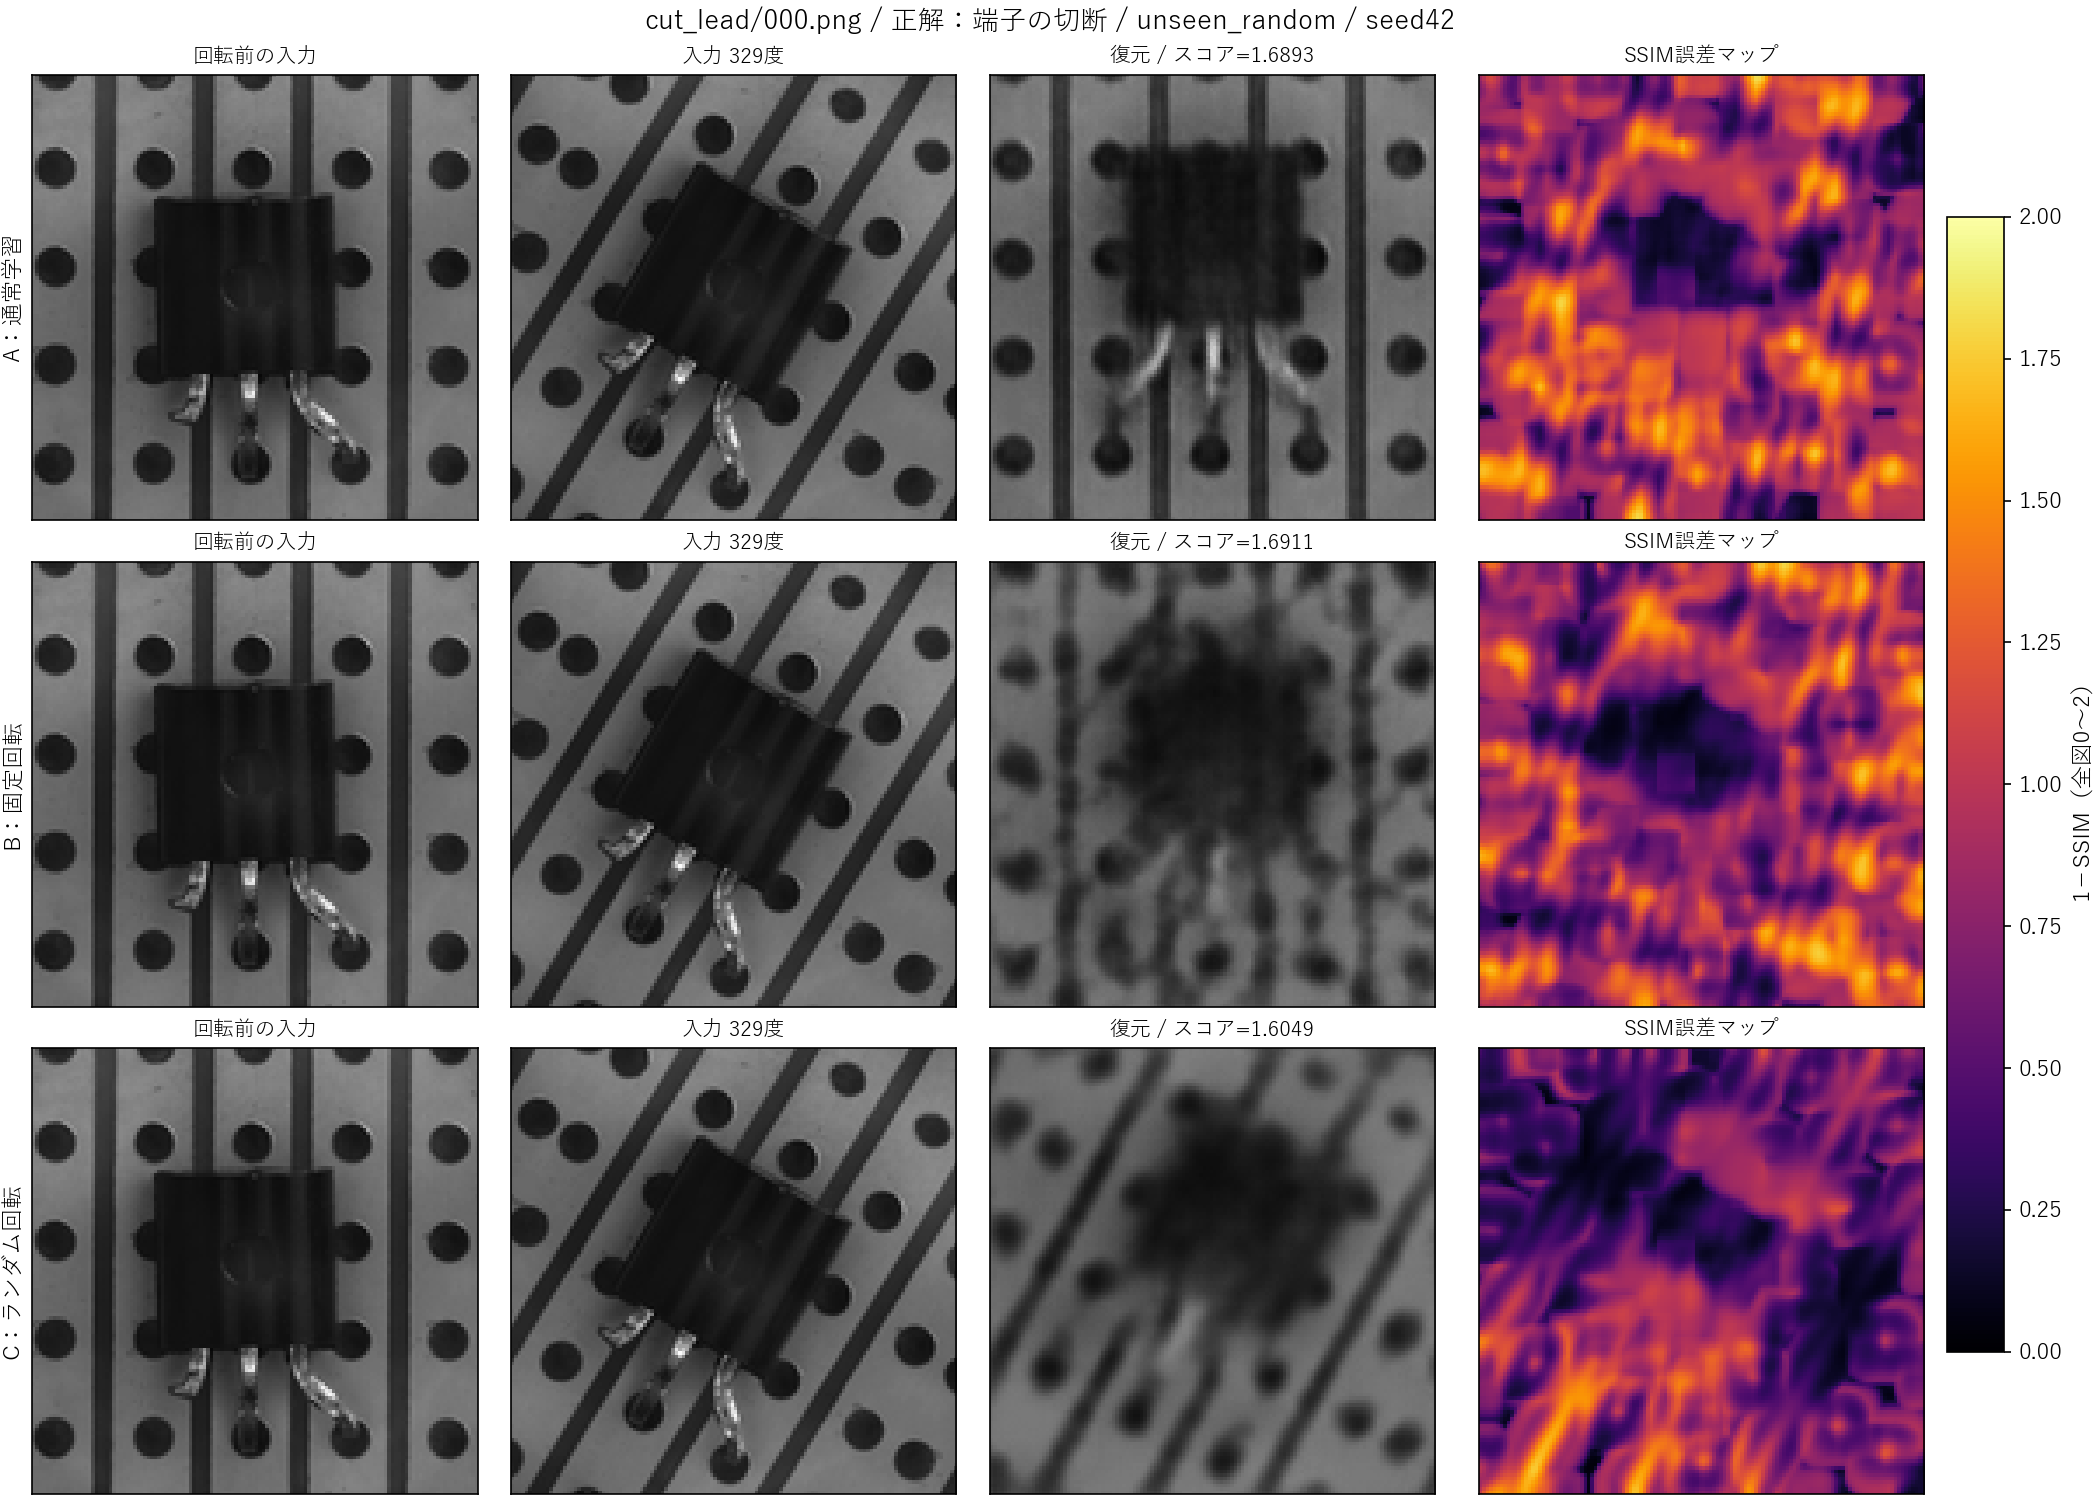 cut_lead/000.png / 正解：端子の切断 / unseen_random / seed42
回転前の入力
入力 329度
復元 / スコア=1.6893
SSIM誤差マップ
A：通常学習
回転前の入力
入力 329度
復元 / スコア=1.6911
SSIM誤差マップ
B：固定回転
回転前の入力
入力 329度
復元 / スコア=1.6049
SSIM誤差マップ
C：ランダム回転
2.00
1.75
1.50
1.25
1.00
0.75
0.50
0.25
0.00
1－SSIM（全図0～2）